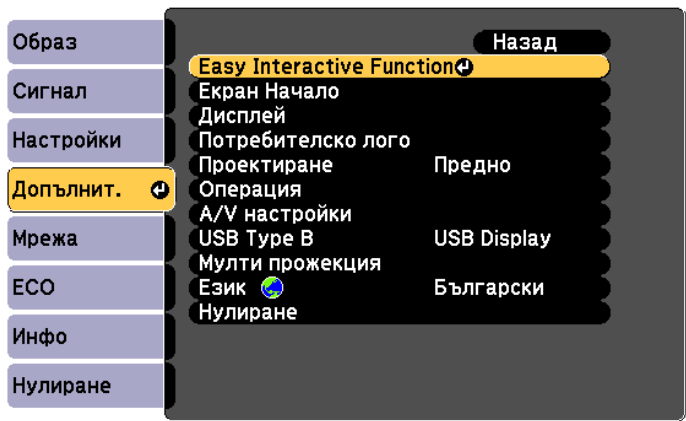 Образ
Сигнал
Настройки
Допълнит.
Мрежа
ECO
Инфо
Нулиране
Назад
Easy Interactive Function
Екран Начало
Дисплей
Потребителско лого
Проектиране Предно
Операция
A/V настройки
USB Type B USB Display
Мулти прожекция
Език Български
Нулиране